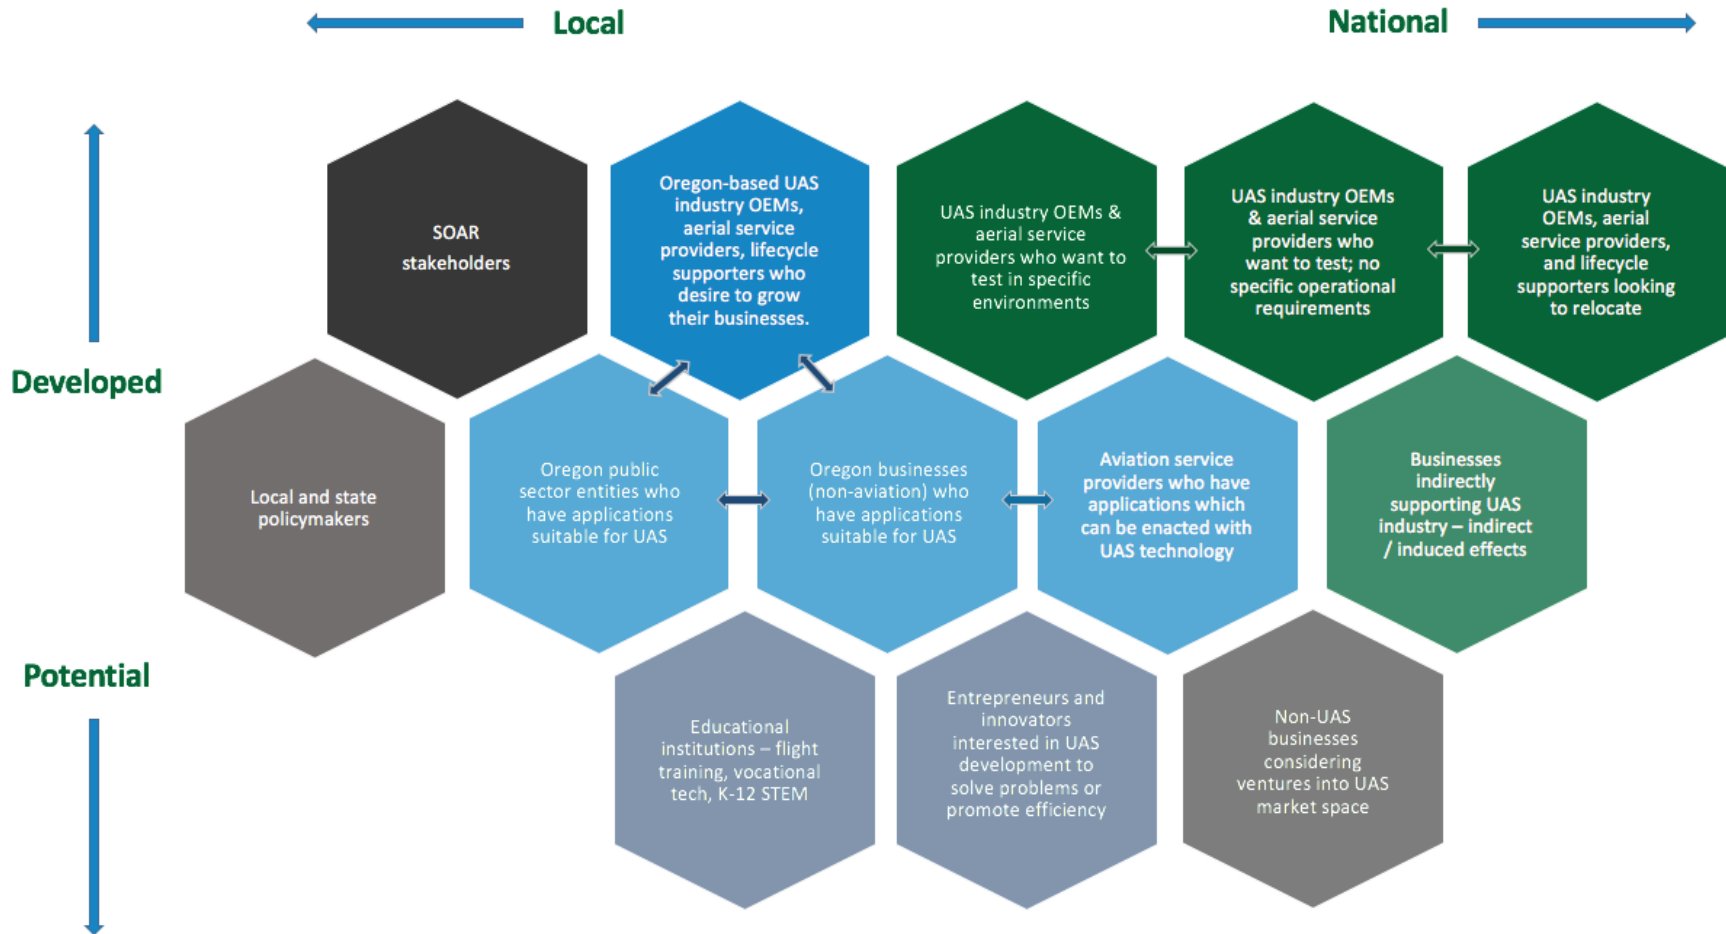 Local
National
SOAR
stakeholders
Oregon-based UAS
industry OEMs,
aerial service
providers, lifecycle
supporters who
desire to grow
their businesses.
UAS industry OEMs &
aerial service
providers who want to
test in specific
environments
UAS industry OEMs
& aerial service
providers who
want to test; no
specific operational
requirements
UAS industry
OEMs, aerial
service providers,
and lifecycle
supporters looking
to relocate
Developed
Local and state
policymakers
Oregon public
sector entities who
have applications
suitable for UAS
Oregon businesses
(non-aviation) who
have applications
suitable for UAS
Aviation service
providers who have
applications which
can be enacted with
UAS technology
Businesses
indirectly
supporting UAS
industry – indirect
/ induced effects
Potential
Educational
institutions – flight
training, vocational
tech, K-12 STEM
Entrepreneurs and
innovators
interested in UAS
development to
solve problems or
promote efficiency
Non-UAS
businesses
considering
ventures into UAS
market space